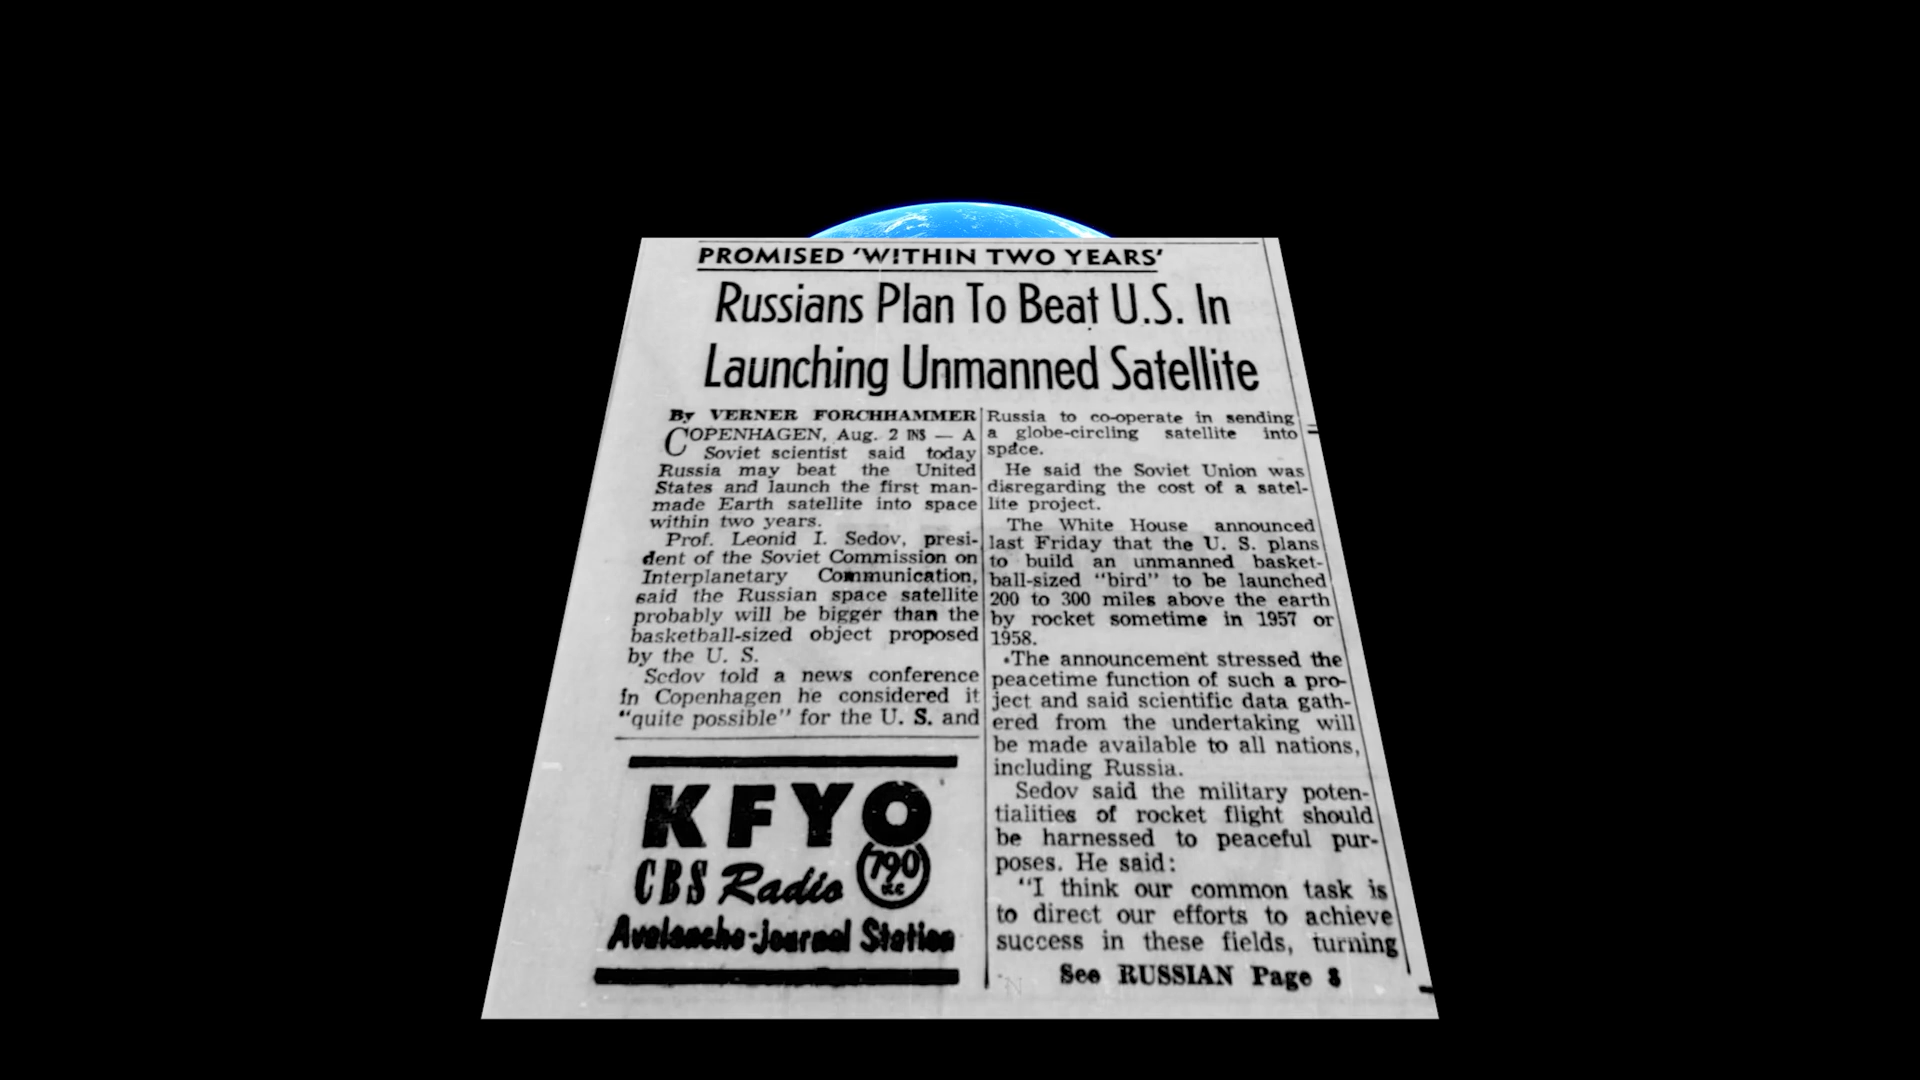 PROMISED 'WITHIN TWO YEARS'
Russians Plan To Beat U.S. In
Launching Unmanned Satellite
By VERNER FORCHHAMMER
COPENHAGEN, Aug. 2 INS — A
Soviet scientist said today
Russia may beat the United
States and launch the first man-
made Earth satellite into space
within two years.
Prof. Leonid I. Sedov, presi-
dent of the Soviet Commission on
Interplanetary Communication,
said the Russian space satellite
probably will be bigger than the
basketball-sized object proposed
by the U. S.
Sedov told a news conference
in Copenhagen he considered it
"quite possible" for the U. S. and
Russia to co-operate in sending
a globe-circling satellite into
space.
He said the Soviet Union was
disregarding the cost of a satel-
lite project.
The White House announced
last Friday that the U. S. plans
to build an unmanned basket-
ball-sized "bird" to be launched
200 to 300 miles above the earth
by rocket sometime in 1957 or
1958.
The announcement stressed the
peacetime function of such a pro-
ject and said scientific data gath-
ered from the undertaking will
be made available to all nations,
including Russia.
Sedov said the military poten-
tialities of rocket flight should
be harnessed to peaceful pur-
poses. He said:
"I think our common task is
to direct our efforts to achieve
success in these fields, turning
See RUSSIAN Page 8
KFYO
CBS Radio 790
KC
Avalanche-Journal Station